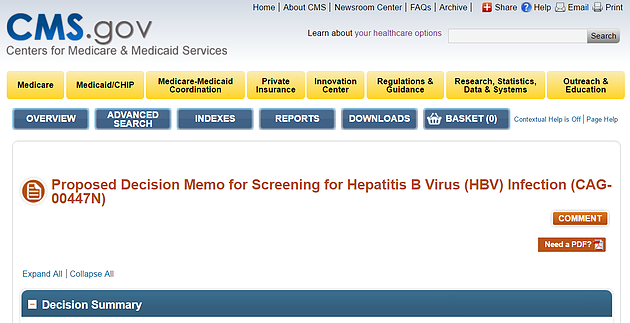 Home | About CMS | Newsroom Center | FAQs | Archive | Share Help Email Print
CMS.gov
Centers for Medicare & Medicaid Services
Learn about your healthcare options Search
Medicare Medicaid/CHIP Medicare-Medicaid Coordination Private Insurance Innovation Center Regulations & Guidance Research, Statistics, Data & Systems Outreach & Education
OVERVIEW ADVANCED SEARCH INDEXES REPORTS DOWNLOADS BASKET (0) Contextual Help is Off | Page Help
Proposed Decision Memo for Screening for Hepatitis B Virus (HBV) Infection (CAG-
00447N)
COMMENT
Need a PDF?
Expand All | Collapse All
Decision Summary